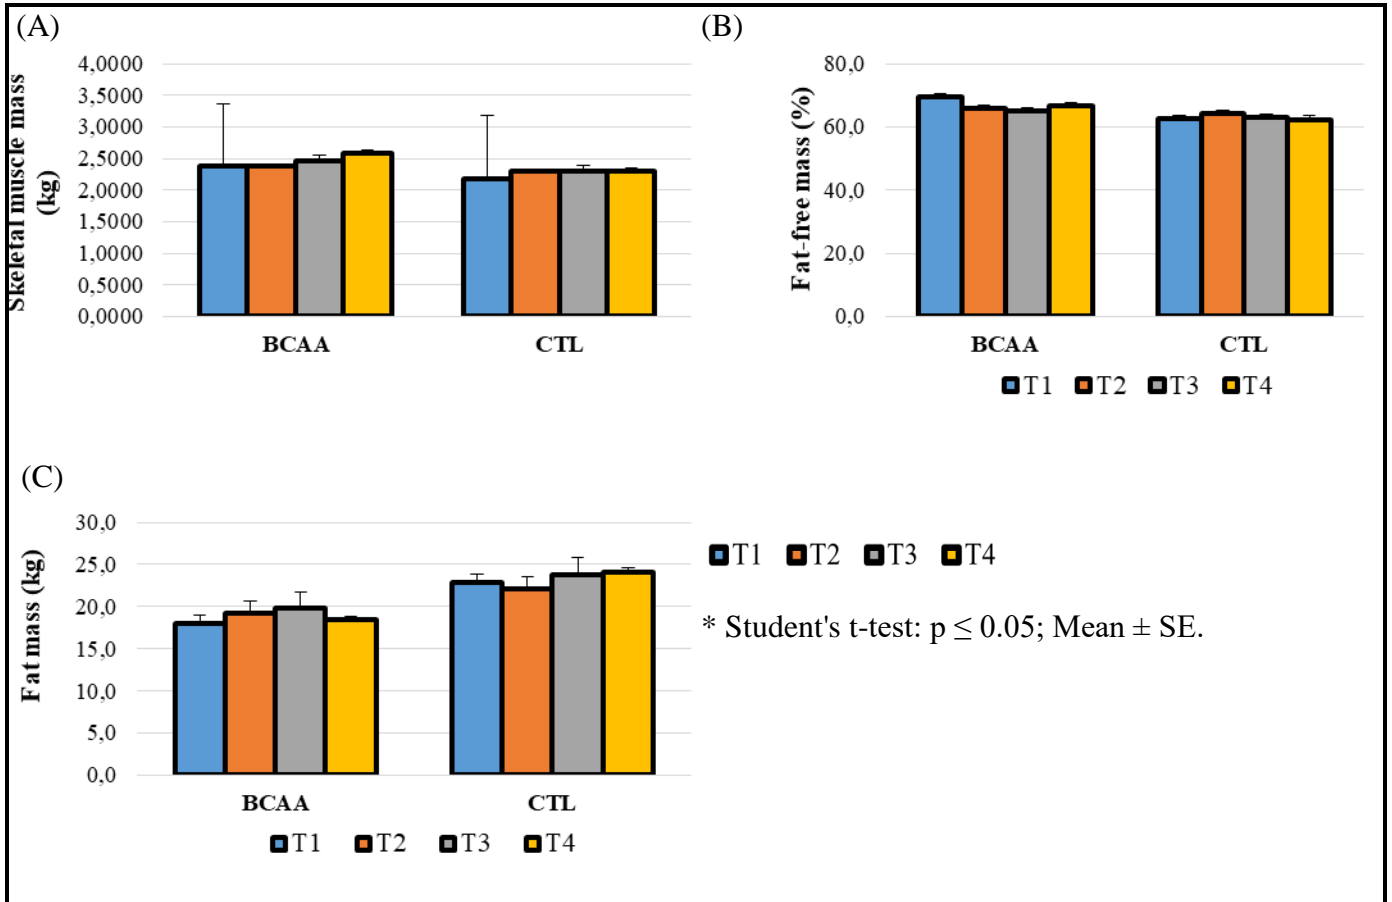 (A)
Skeletal muscle mass
(kg)
4,0000
3,5000
3,0000
2,5000
2,0000
1,5000
1,0000
0,5000
0,0000
BCAA CTL
(B)
Fat-free mass (%)
80,0
60,0
40,0
20,0
0,0
BCAA CTL
T1 T2 T3 T4
(C)
Fat mass (kg)
30,0
25,0
20,0
15,0
10,0
5,0
0,0
BCAA CTL
T1 T2 T3 T4
T1 T2 T3 T4
* Student's t-test: p ≤ 0.05; Mean ± SE.